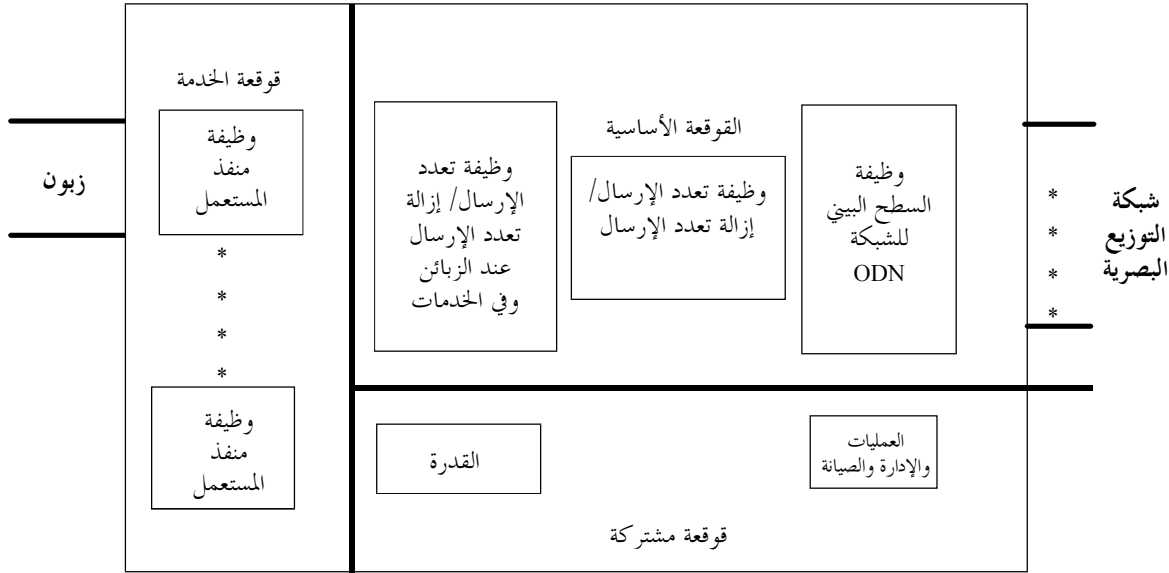 قوقعة الخدمة
وظيفة
منفذ
المستعمل
*
*
*
*
وظيفة
منفذ
المستعمل
زبون
القوقعة الأساسية
وظيفة تعدد
الإرسال/ إزالة
تعدد الإرسال
عند الزبائن
وفي الخدمات
وظيفة تعدد الإرسال/
إزالة تعدد الإرسال
وظيفة
السطح البيني
للشبكة
ODN
*
*
*
*
شبكة
التوزيع
البصرية
القدرة
العمليات
والإدارة والصيانة
قوقعة مشتركة